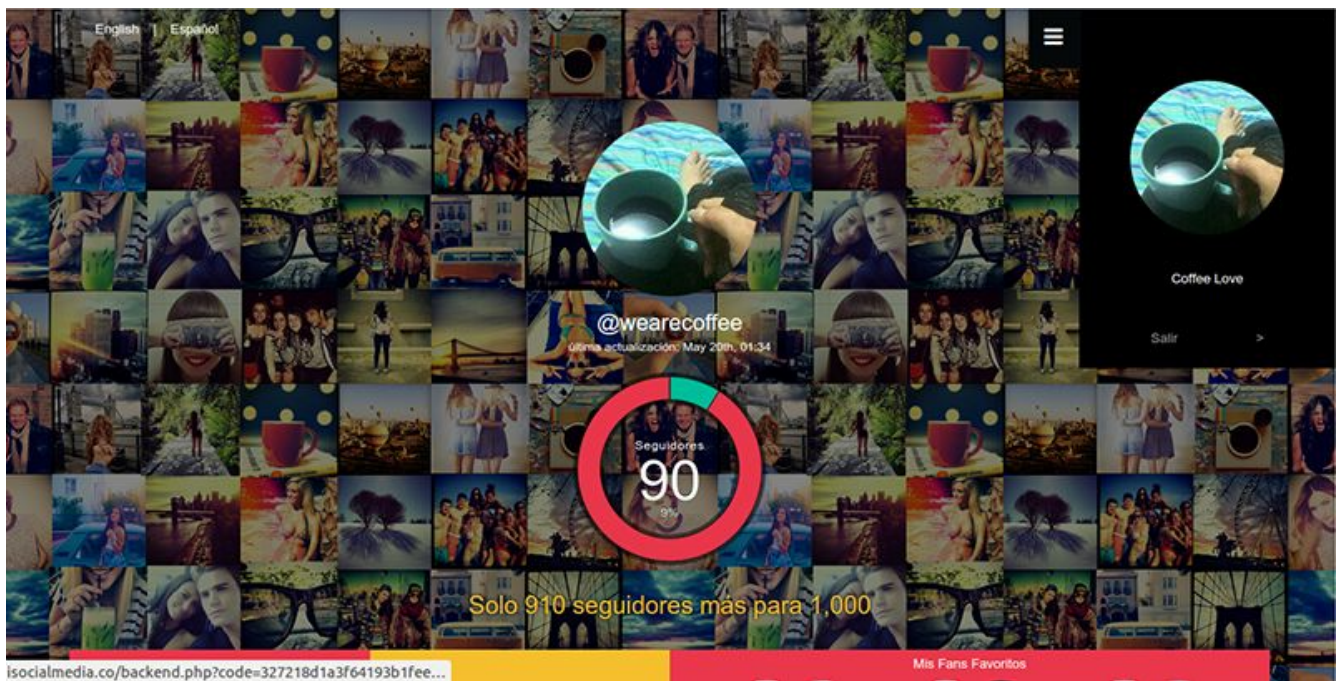 English | Español
Coffee Love
Salir >
@wearecoffee
última actualización: May 20th, 01:34
Seguidores
90
9%
Solo 910 seguidores más para 1,000
Mis Fans Favoritos
isocialmedia.co/backend.php?code=327218d1a3f64193b1fee...